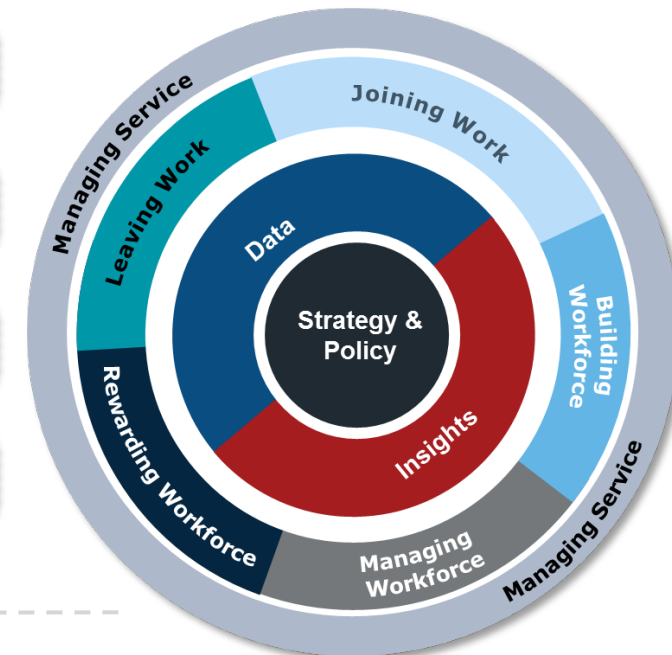 Managing Service
Joining Work
Leaving Work
Data
Strategy &
Policy
Building
Workforce
Insights
Rewarding Workforce
Managing
Workforce
Managing Service